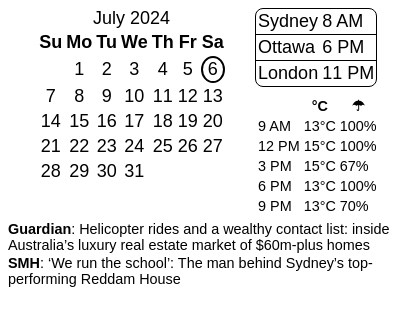 July 2024
Su Mo Tu We Th Fr Sa
1 2 3 4 5 6
7 8 9 10 11 12 13
14 15 16 17 18 19 20
21 22 23 24 25 26 27
28 29 30 31
Sydney 8 AM
Ottawa 6 PM
London 11 PM
°C ☂
9 AM 13°C 100%
12 PM 15°C 100%
3 PM 15°C 67%
6 PM 13°C 100%
9 PM 13°C 70%
Guardian: Helicopter rides and a wealthy contact list: inside
Australia’s luxury real estate market of $60m-plus homes
SMH: ‘We run the school’: The man behind Sydney’s top-
performing Reddam House